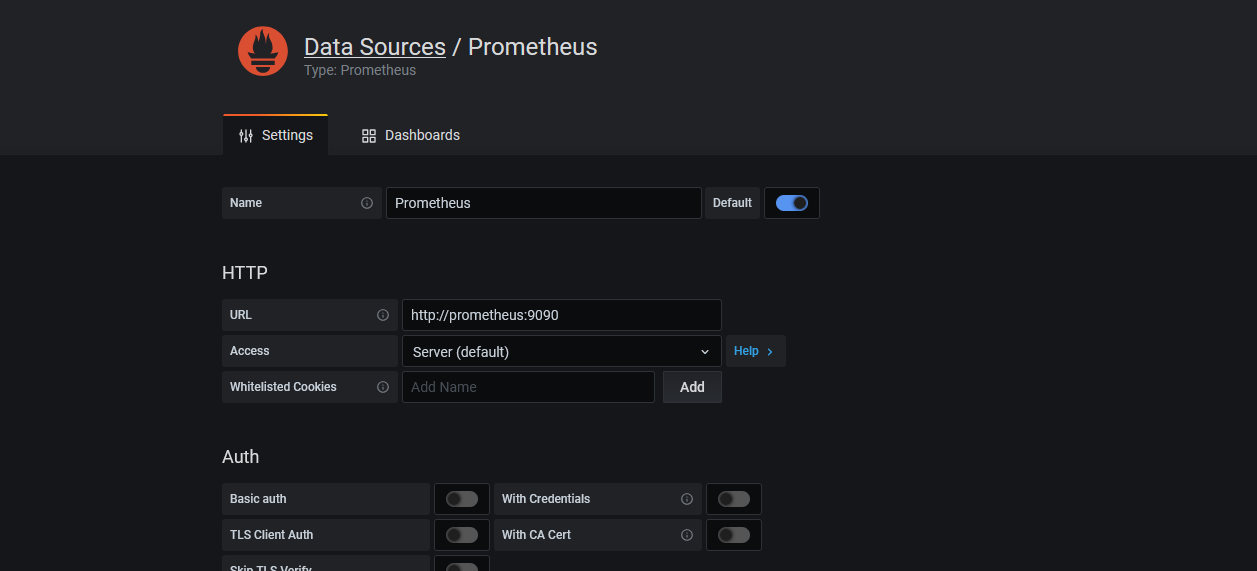 Data Sources / Prometheus
Type: Prometheus
Settings Dashboards
Name Prometheus Default
HTTP
URL http://prometheus:9090
Access Server (default) Help
Whitelisted Cookies Add Name Add
Auth
Basic auth With Credentials
TLS Client Auth With CA Cert
Skip TLS Verify